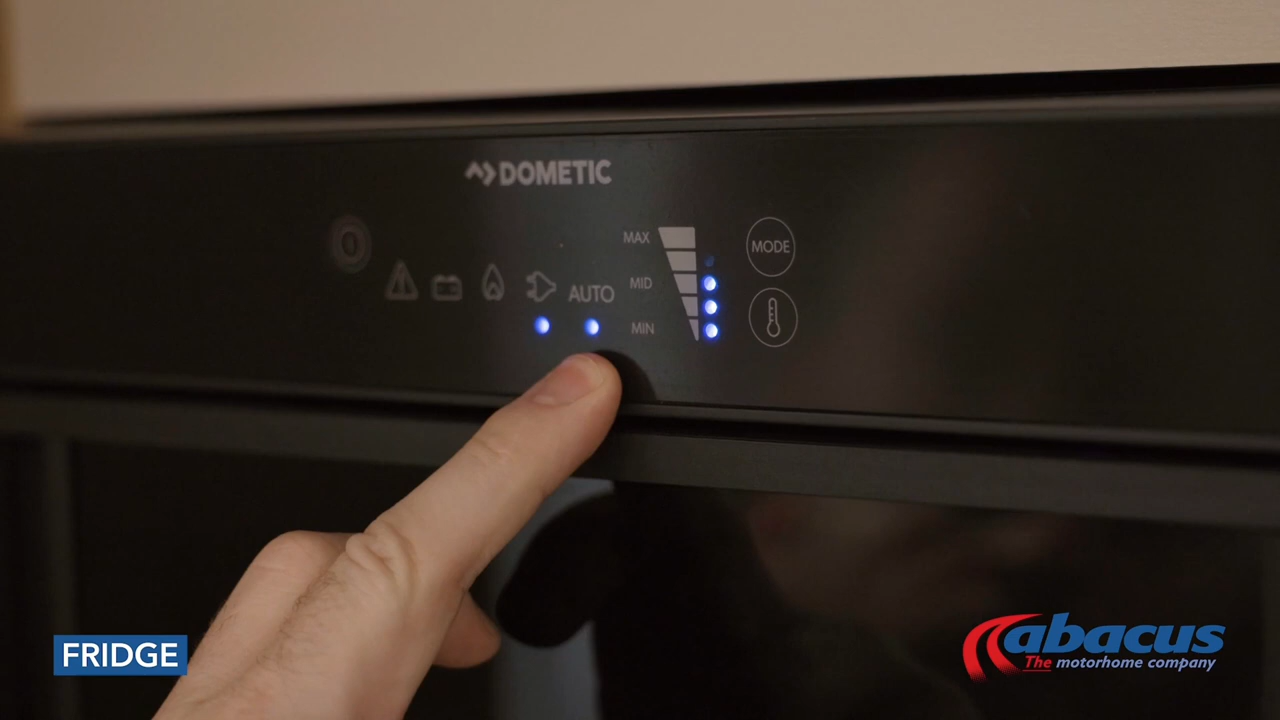 DOMETIC
MAX
MODE
MID
AUTO
MIN
FRIDGE
abacus
The motorhome company